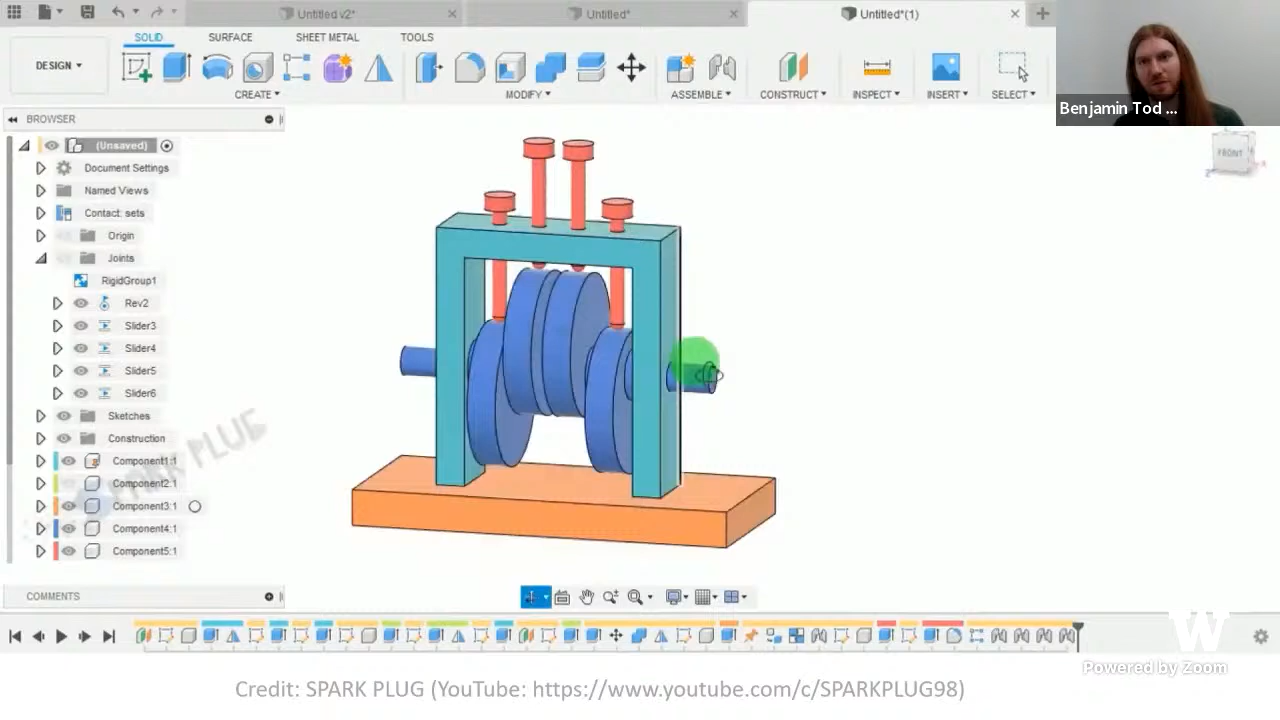 Untitled v2*
Untitled*
Untitled*(1)
SOLID
SURFACE
SHEET METAL
TOOLS
DESIGN
CREATE
MODIFY
ASSEMBLE
CONSTRUCT
INSPECT
INSERT
SELECT
Benjamin Tod ...
BROWSER
FRONT
(Unsaved)
Document Settings
Named Views
Contact: sets
Origin
Joints
RigidGroup1
Rev2
Slider3
Slider4
Slider5
Slider6
Sketches
Construction
Component1:1
Component2:1
Component3:1
Component4:1
Component5:1
SPARK PLUG
COMMENTS
W
Powered by Zoom
Credit: SPARK PLUG (YouTube: https://www.youtube.com/c/SPARKPLUG98)